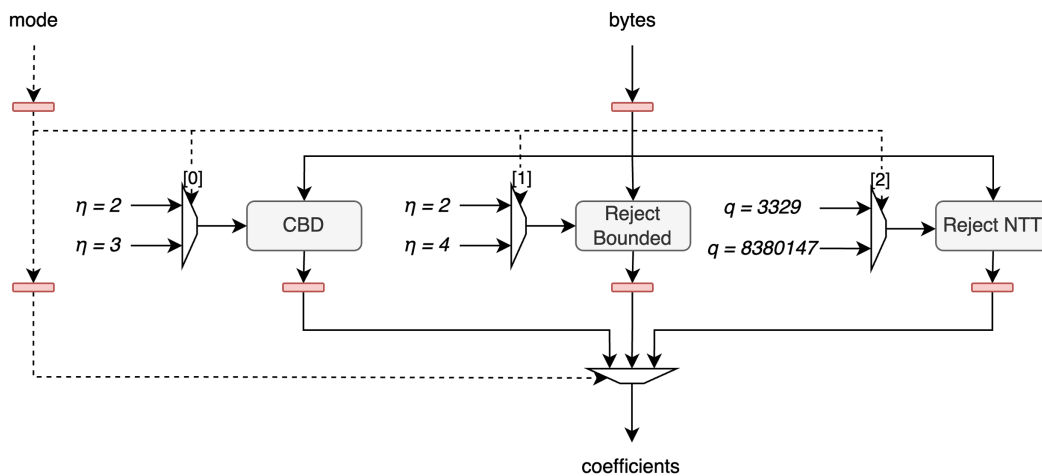 mode
bytes
[0]
[1]
[2]
η = 2
η = 3
CBD
η = 2
η = 4
Reject
Bounded
q = 3329
q = 8380147
Reject NTT
coefficients